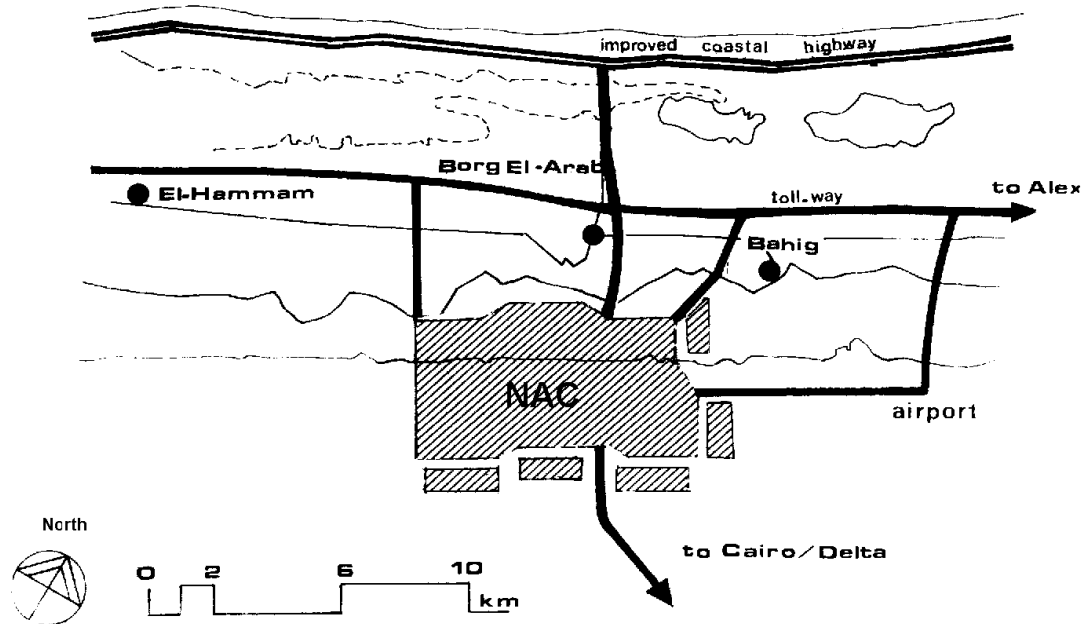 improved coastal highway
Borg El-Arab
El-Hammam
toll-way
to Alex
Bahig
NAC
airport
North
to Cairo/Delta
0 2 6 10
km